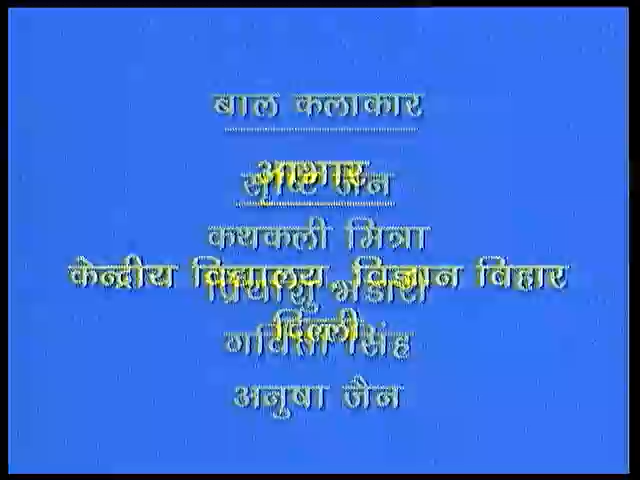 बाल कलाकार
आभार
सृष्टि जैन
कथकली मित्रा
केन्द्रीय विद्यालय, विज्ञान विहार
भंडारी
दिल्ली
सिंह
अनुषा जैन